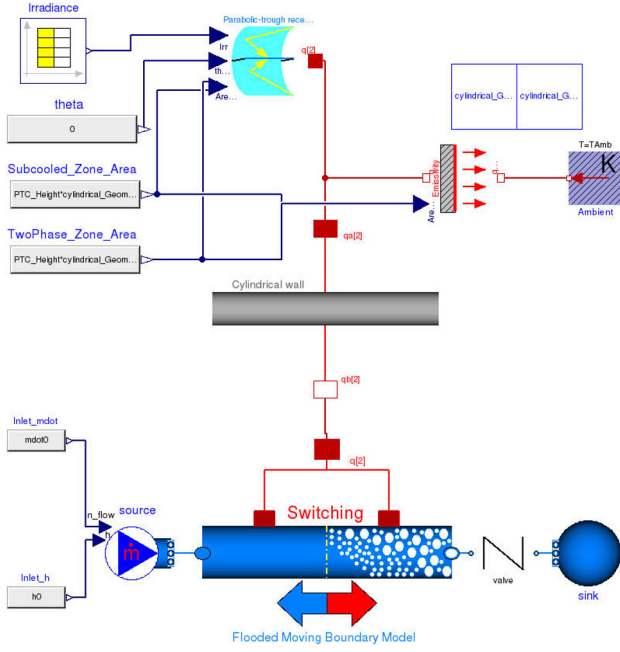 Irradiance
Parabolic-trough rece...
Irr
th...
Are...
q[2]
theta
0
cylindrical_G...
cylindrical_G...
T=TAmb
K
Ambient
Emissivity
q...
Are...
Subcooled_Zone_Area
PTC_Height*cylindrical_Geom...
TwoPhase_Zone_Area
PTC_Height*cylindrical_Geom...
qa[2]
Cylindrical wall
qb[2]
q[2]
Inlet_mdot
mdot0
n_flow
source
h
ṁ
Switching
Inlet_h
h0
valve
sink
Flooded Moving Boundary Model